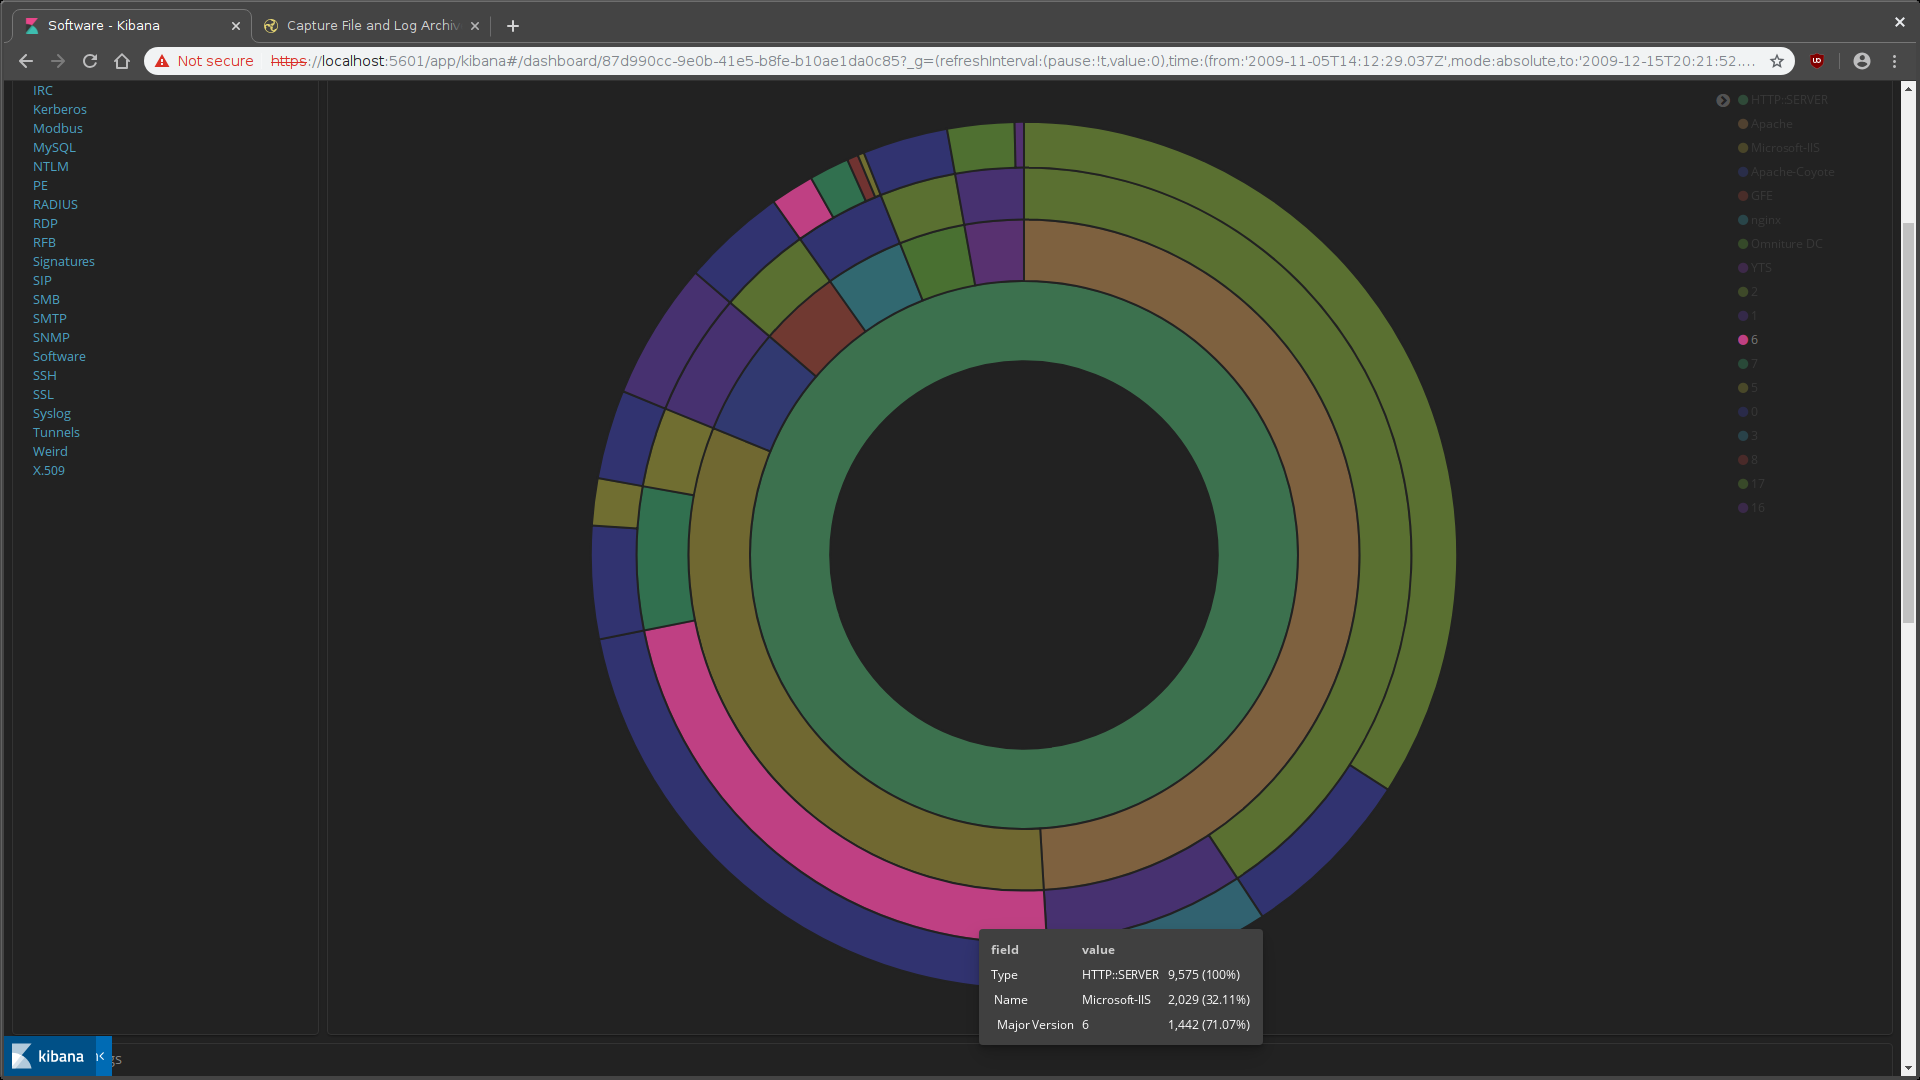 Software - Kibana
Capture File and Log Archiv
Not secure
https://localhost:5601/app/kibana#/dashboard/87d990cc-9e0b-41e5-b8fe-b10ae1da0c85?_g=(refreshInterval:(pause:!t,value:0),time:(from:'2009-11-05T14:12:29.037Z',mode:absolute,to:'2009-12-15T20:21:52....
IRC
Kerberos
Modbus
MySQL
NTLM
PE
RADIUS
RDP
RFB
Signatures
SIP
SMB
SMTP
SNMP
Software
SSH
SSL
Syslog
Tunnels
Weird
X.509
HTTP::SERVER
Apache
Microsoft-IIS
Apache-Coyote
GFE
nginx
Omniture DC
YTS
2
1
6
7
5
0
3
8
17
16
field value
Type HTTP::SERVER 9,575 (100%)
Name Microsoft-IIS 2,029 (32.11%)
Major Version 6 1,442 (71.07%)
kibana
gs